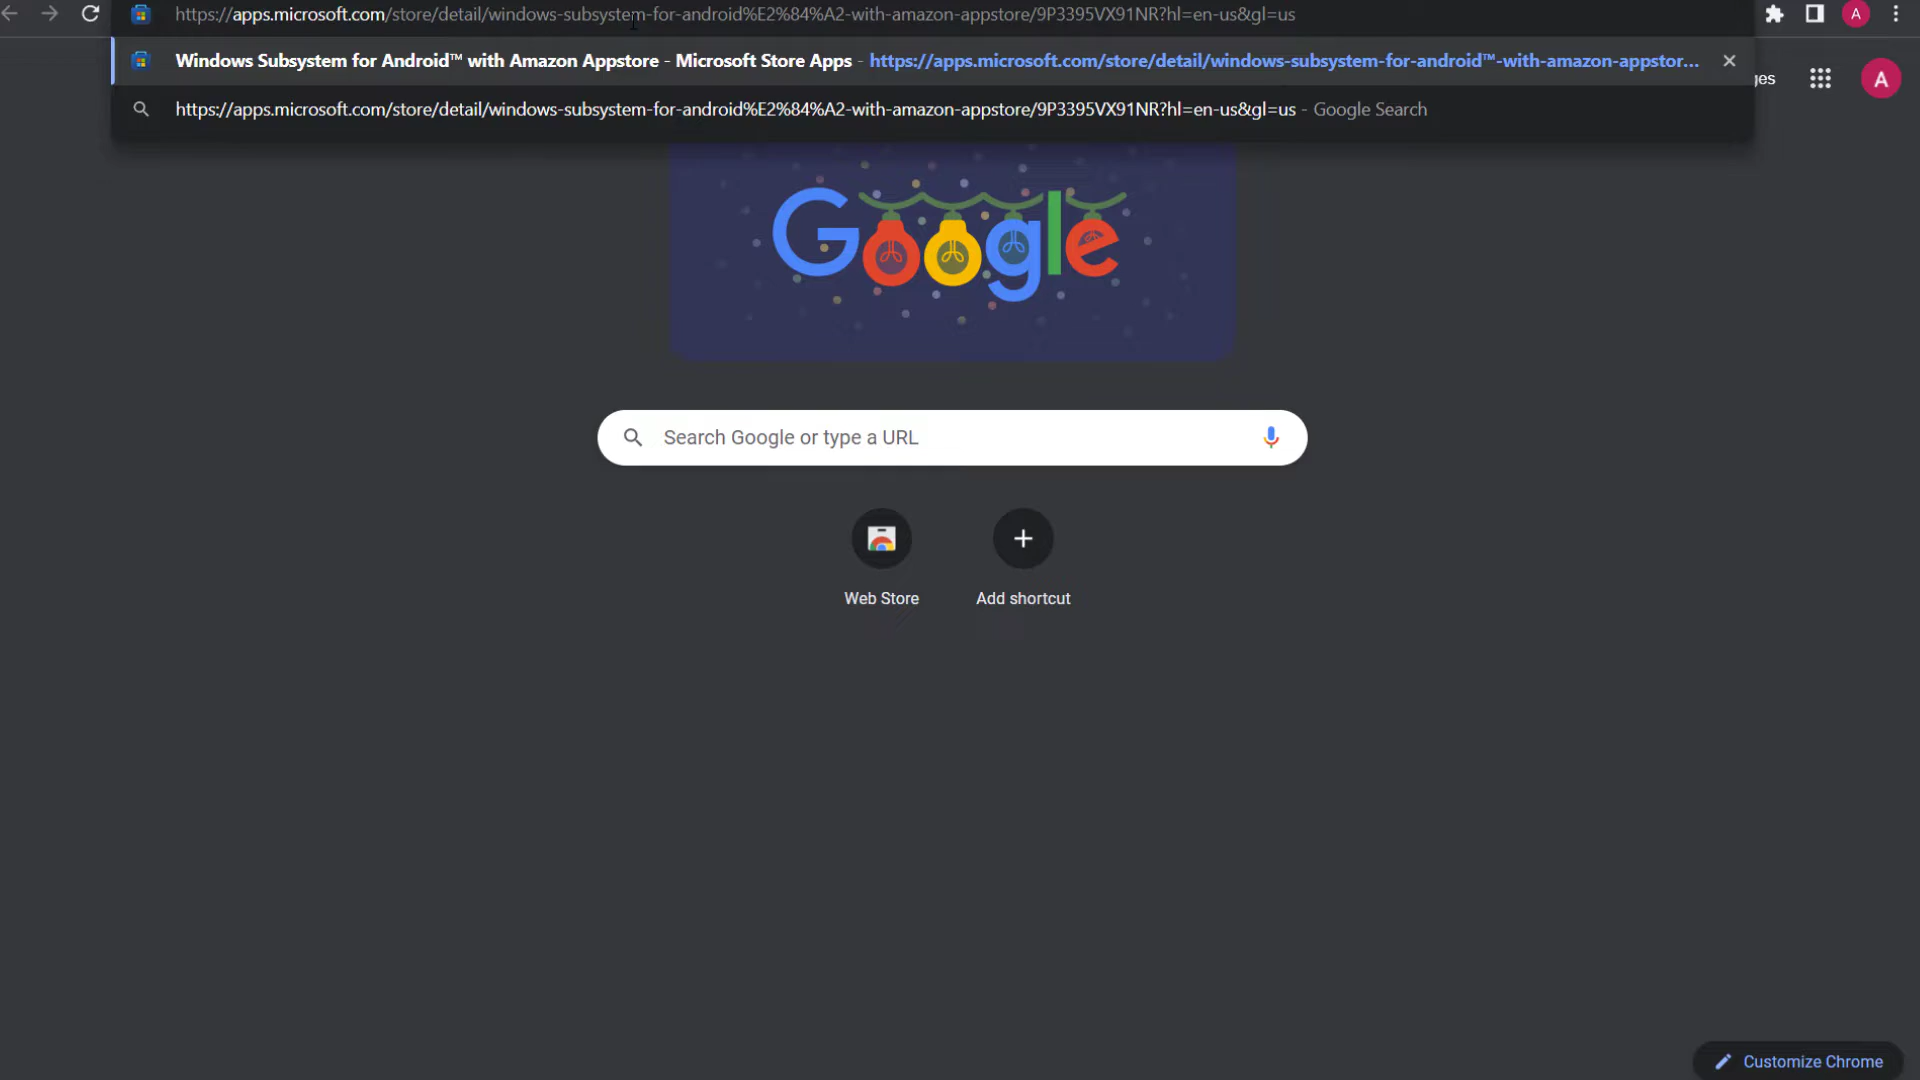 https://apps.microsoft.com/store/detail/windows-subsystem-for-android%E2%84%A2-with-amazon-appstore/9P3395VX91NR?hl=en-us&gl=us
A
Windows Subsystem for Android™ with Amazon Appstore - Microsoft Store Apps - https://apps.microsoft.com/store/detail/windows-subsystem-for-android™-with-amazon-appstor...
ges
A
https://apps.microsoft.com/store/detail/windows-subsystem-for-android%E2%84%A2-with-amazon-appstore/9P3395VX91NR?hl=en-us&gl=us - Google Search
Google
Search Google or type a URL
Web Store
Add shortcut
Customize Chrome